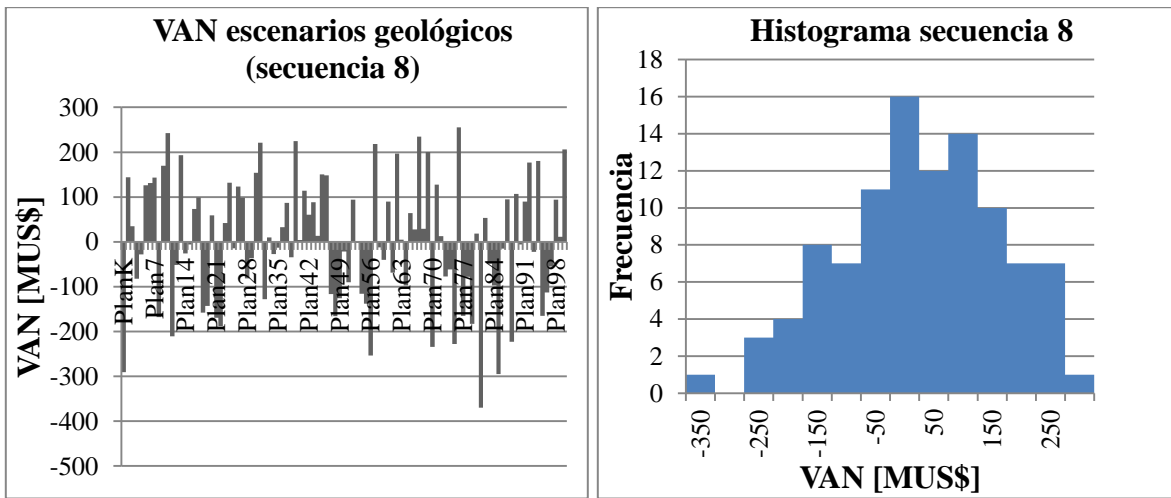 VAN escenarios geológicos
(secuencia 8)
300
200
100
0
-100
-200
-300
-400
-500
VAN [MUS$]
PlanK
Plan7
Plan14
Plan21
Plan28
Plan35
Plan42
Plan49
Plan56
Plan63
Plan70
Plan77
Plan84
Plan91
Plan98
Histograma secuencia 8
18
16
14
12
10
8
6
4
2
0
Frecuencia
-350
-250
-150
-50
50
150
250
VAN [MUS$]